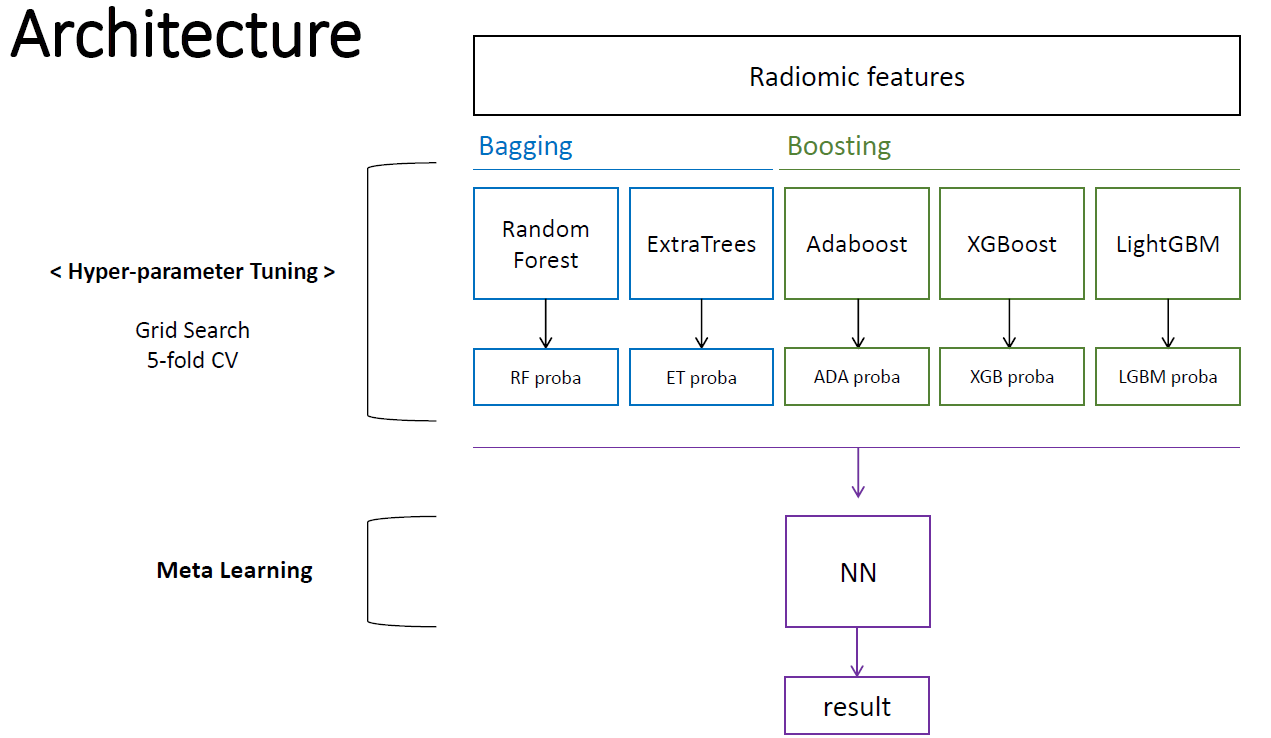 Architecture
Radiomic features
Bagging
Boosting
Random
Forest
ExtraTrees
Adaboost
XGBoost
LightGBM
< Hyper-parameter Tuning >
Grid Search
5-fold CV
RF proba
ET proba
ADA proba
XGB proba
LGBM proba
Meta Learning
NN
result